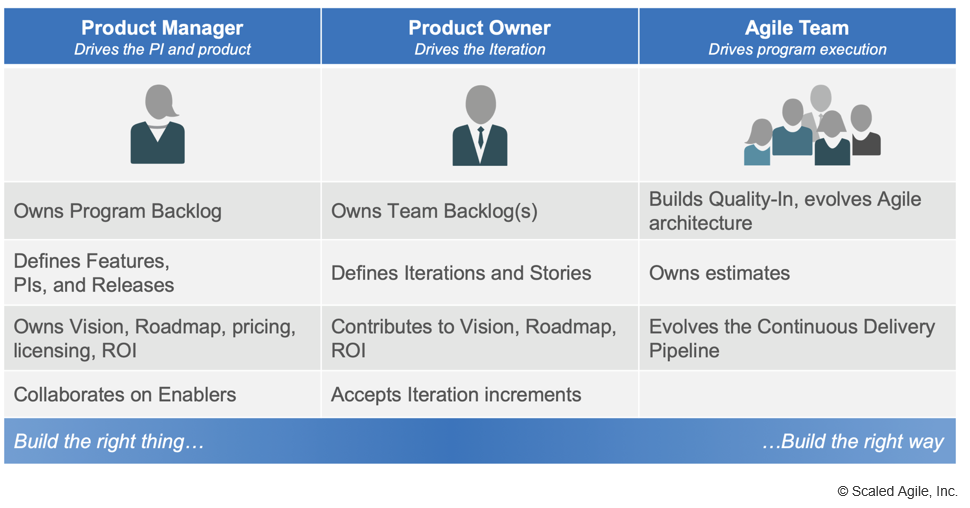 Product Manager
Drives the PI and product
Product Owner
Drives the Iteration
Agile Team
Drives program execution
Owns Program Backlog
Owns Team Backlog(s)
Builds Quality-In, evolves Agile
architecture
Defines Features,
PIs, and Releases
Defines Iterations and Stories
Owns estimates
Owns Vision, Roadmap, pricing,
licensing, ROI
Contributes to Vision, Roadmap,
ROI
Evolves the Continuous Delivery
Pipeline
Collaborates on Enablers
Accepts Iteration increments
Build the right thing…
…Build the right way
© Scaled Agile, Inc.